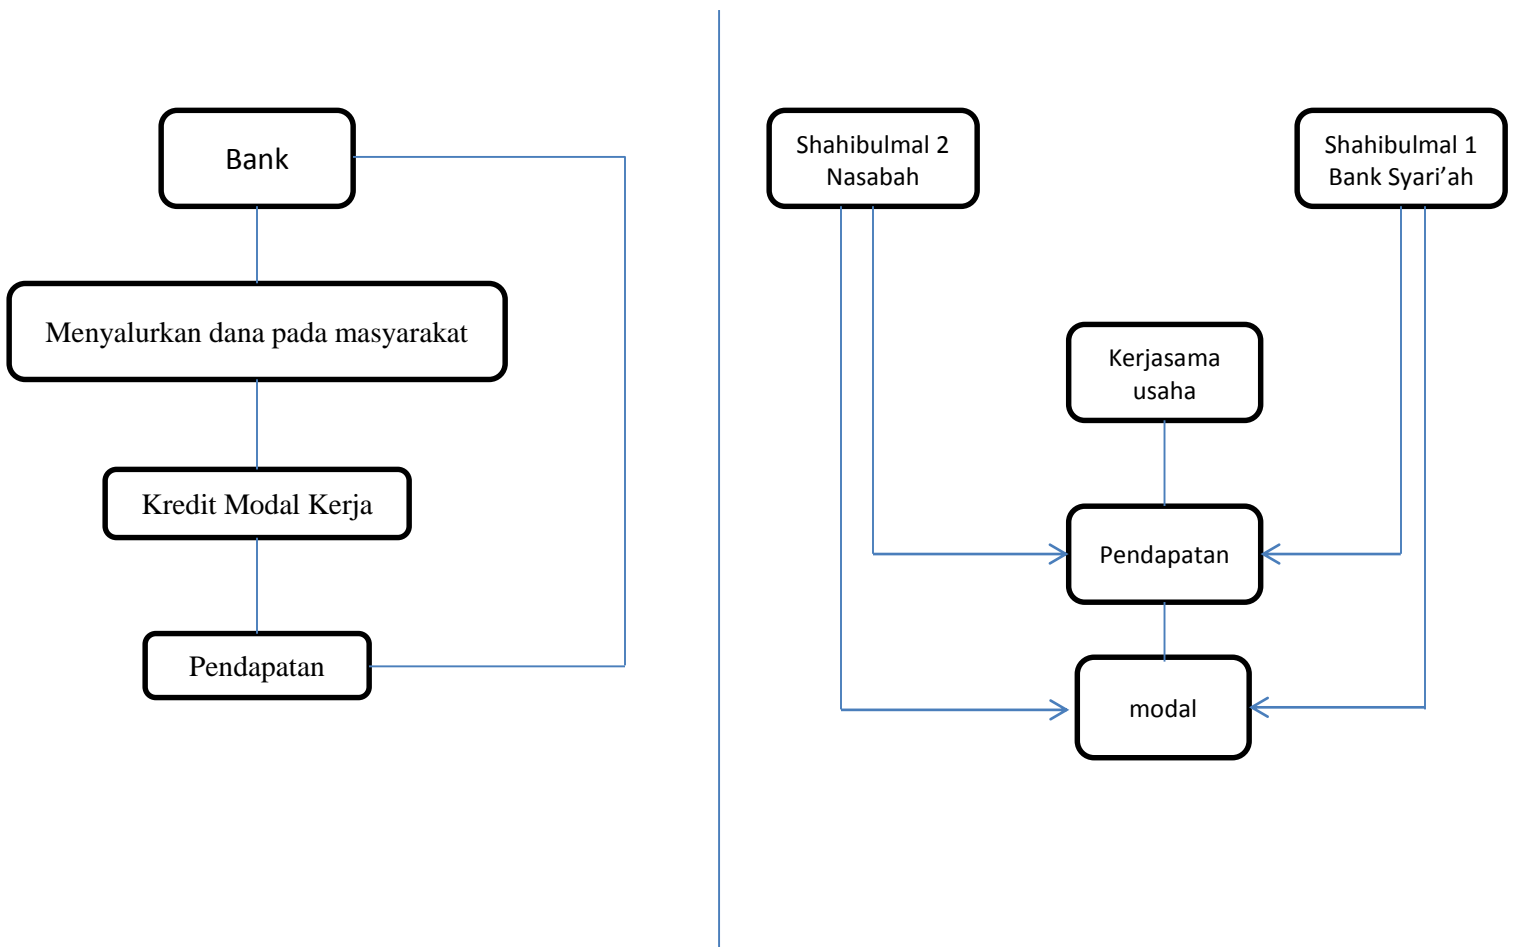 Bank
Menyalurkan dana pada masyarakat
Kredit Modal Kerja
Pendapatan
Shahibulmal 2
Nasabah
Shahibulmal 1
Bank Syari’ah
Kerjasama
usaha
Pendapatan
modal